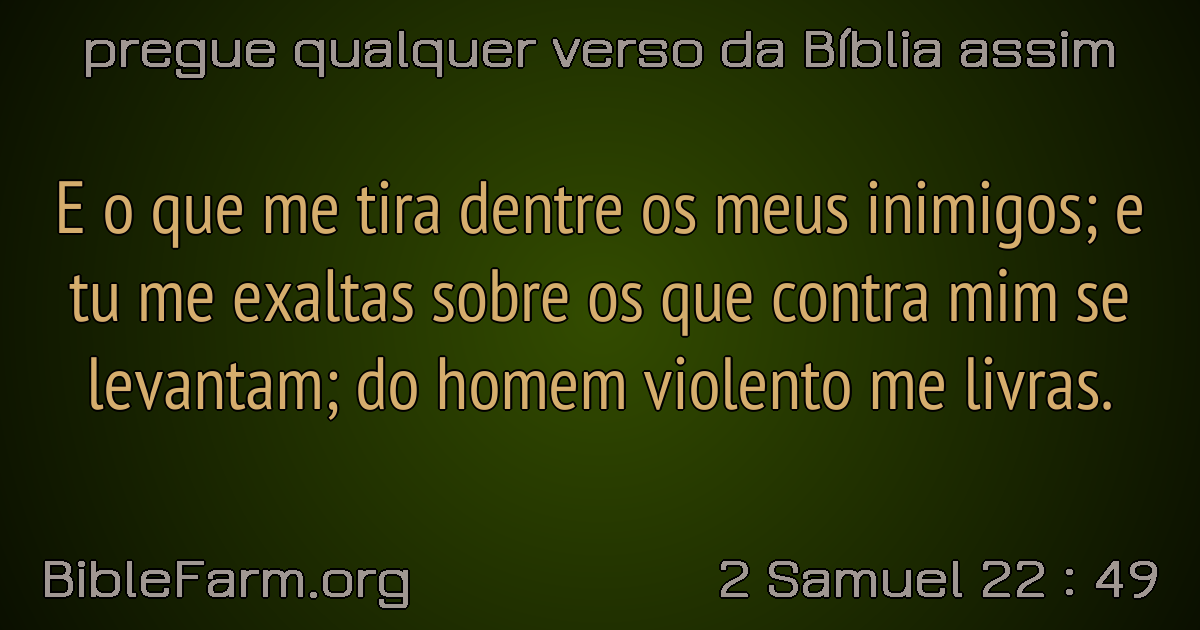 pregue qualquer verso da Bíblia assim
E o que me tira dentre os meus inimigos; e
tu me exaltas sobre os que contra mim se
levantam; do homem violento me livras.
BibleFarm.org
2 Samuel 22 : 49